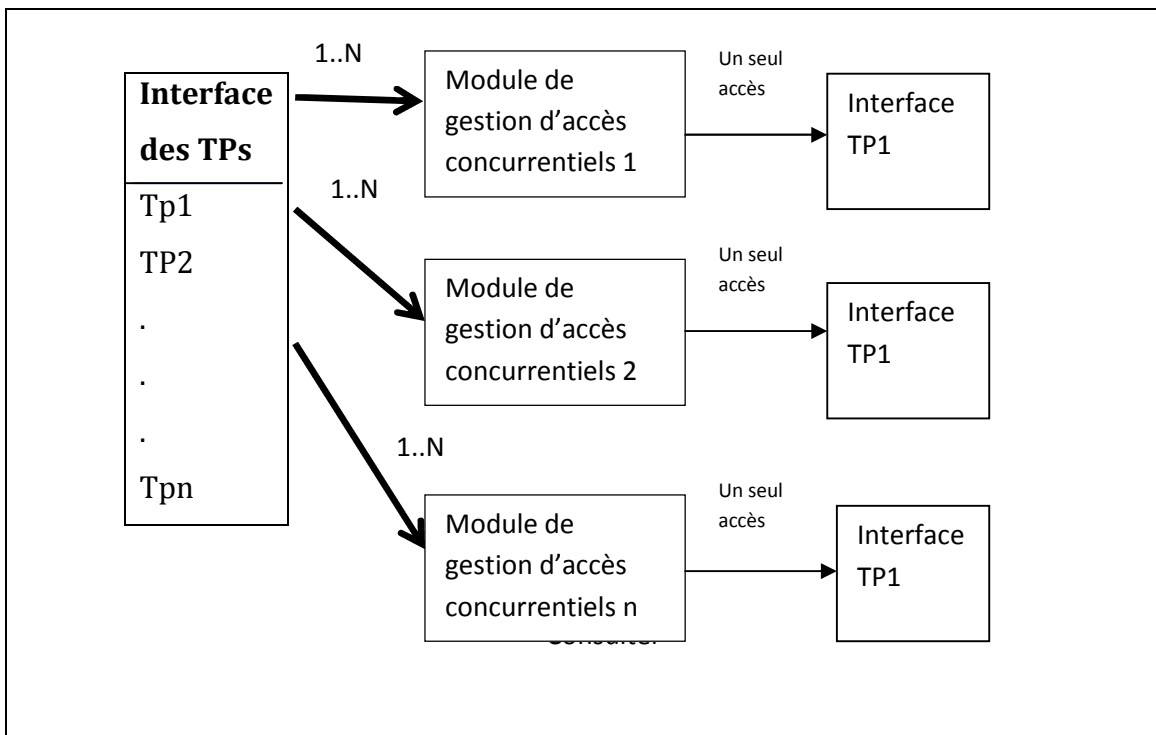 Interface
des TPs
Tp1
TP2
.
.
.
Tpn
1..N
Module de
gestion d'accès
concurrentiels 1
Un seul
accès
Interface
TP1
1..N
Module de
gestion d'accès
concurrentiels 2
Un seul
accès
Interface
TP1
1..N
Module de
gestion d'accès
concurrentiels n
Un seul
accès
Interface
TP1